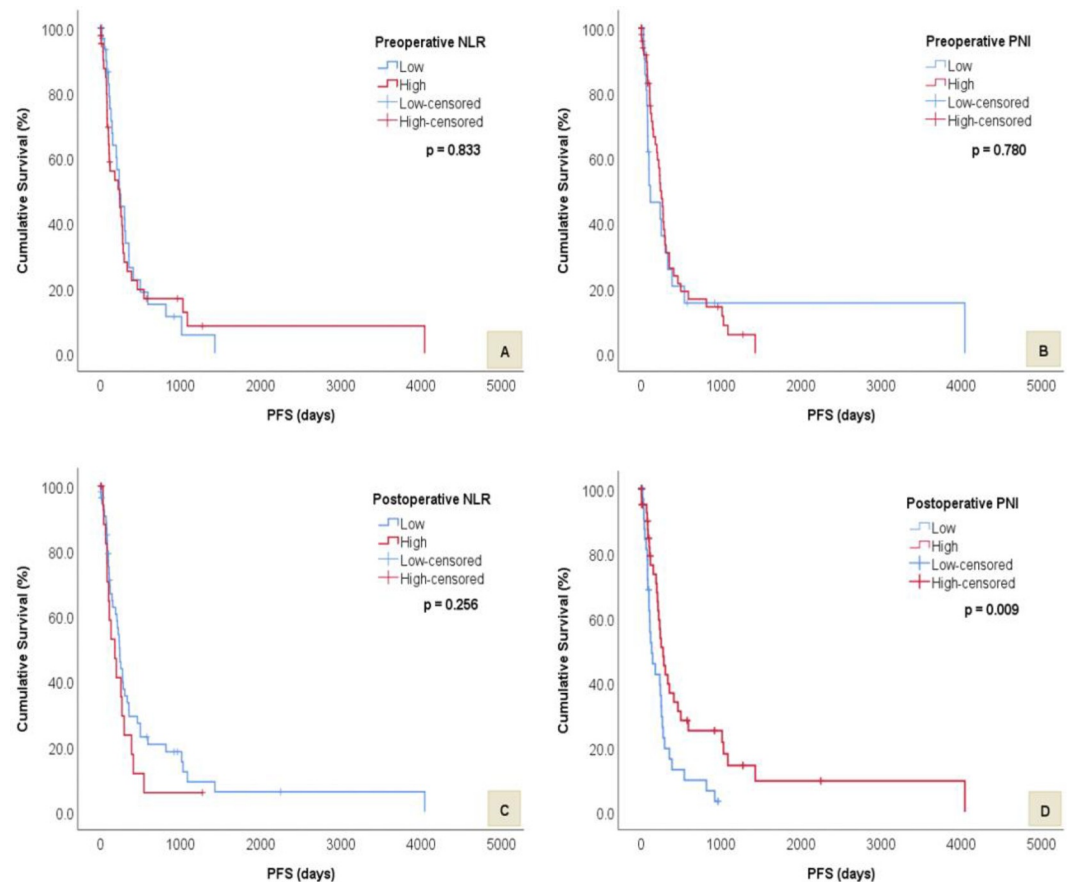 Preoperative NLR
Low
High
Low-censored
High-censored
p = 0.833
Cumulative Survival (%)
100.0
80.0
60.0
40.0
20.0
0.0
0 1000 2000 3000 4000 5000
PFS (days)
A
Preoperative PNI
Low
High
Low-censored
High-censored
p = 0.780
Cumulative Survival (%)
100.0
80.0
60.0
40.0
20.0
0.0
0 1000 2000 3000 4000 5000
PFS (days)
B
Postoperative NLR
Low
High
Low-censored
High-censored
p = 0.256
Cumulative Survival (%)
100.0
80.0
60.0
40.0
20.0
0.0
0 1000 2000 3000 4000 5000
PFS (days)
C
Postoperative PNI
Low
High
Low-censored
High-censored
p = 0.009
Cumulative Survival (%)
100.0
80.0
60.0
40.0
20.0
0.0
0 1000 2000 3000 4000 5000
PFS (days)
D